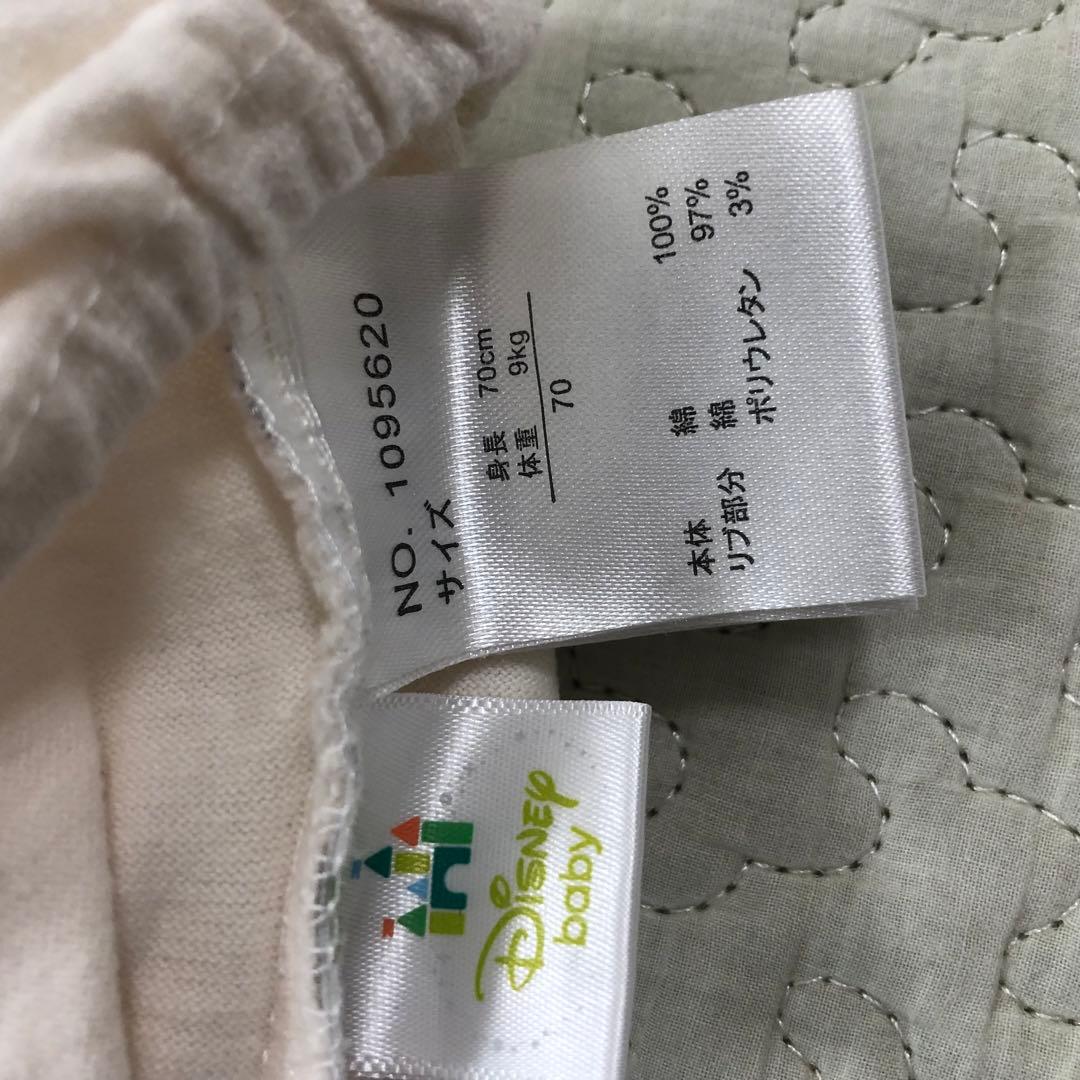 NO. 1095620
サイズ
身長 70cm
体重 9kg
70
本体 綿 100%
リブ部分 綿 97%
ポリウレタン 3%
Disney
baby